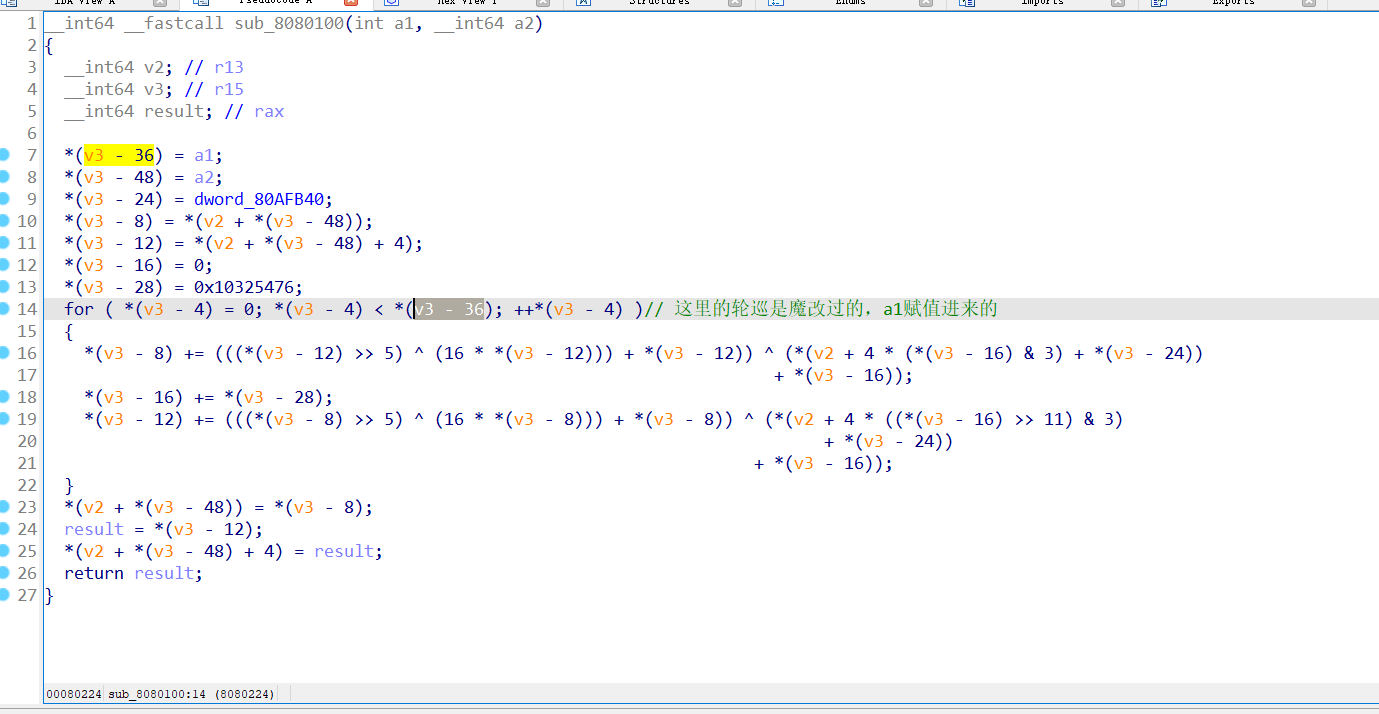 IDA View-A Pseudocode-A Hex View-1 Structures Enums Imports Exports
1 __int64 __fastcall sub_8080100(int a1, __int64 a2)
2 {
3 __int64 v2; // r13
4 __int64 v3; // r15
5 __int64 result; // rax
6
7 *(v3 - 36) = a1;
8 *(v3 - 48) = a2;
9 *(v3 - 24) = dword_80AFB40;
10 *(v3 - 8) = *(v2 + *(v3 - 48));
11 *(v3 - 12) = *(v2 + *(v3 - 48) + 4);
12 *(v3 - 16) = 0;
13 *(v3 - 28) = 0x10325476;
14 for ( *(v3 - 4) = 0; *(v3 - 4) < *(v3 - 36); ++*(v3 - 4) )// 这里的轮巡是魔改过的，a1赋值进来的
15 {
16 *(v3 - 8) += (((*(v3 - 12) >> 5) ^ (16 * *(v3 - 12))) + *(v3 - 12)) ^ (*(v2 + 4 * (*(v3 - 16) & 3) + *(v3 - 24))
17 + *(v3 - 16));
18 *(v3 - 16) += *(v3 - 28);
19 *(v3 - 12) += (((*(v3 - 8) >> 5) ^ (16 * *(v3 - 8))) + *(v3 - 8)) ^ (*(v2 + 4 * ((*(v3 - 16) >> 11) & 3)
20 + *(v3 - 24))
21 + *(v3 - 16));
22 }
23 *(v2 + *(v3 - 48)) = *(v3 - 8);
24 result = *(v3 - 12);
25 *(v2 + *(v3 - 48) + 4) = result;
26 return result;
27 }
00080224 sub_8080100:14 (8080224)